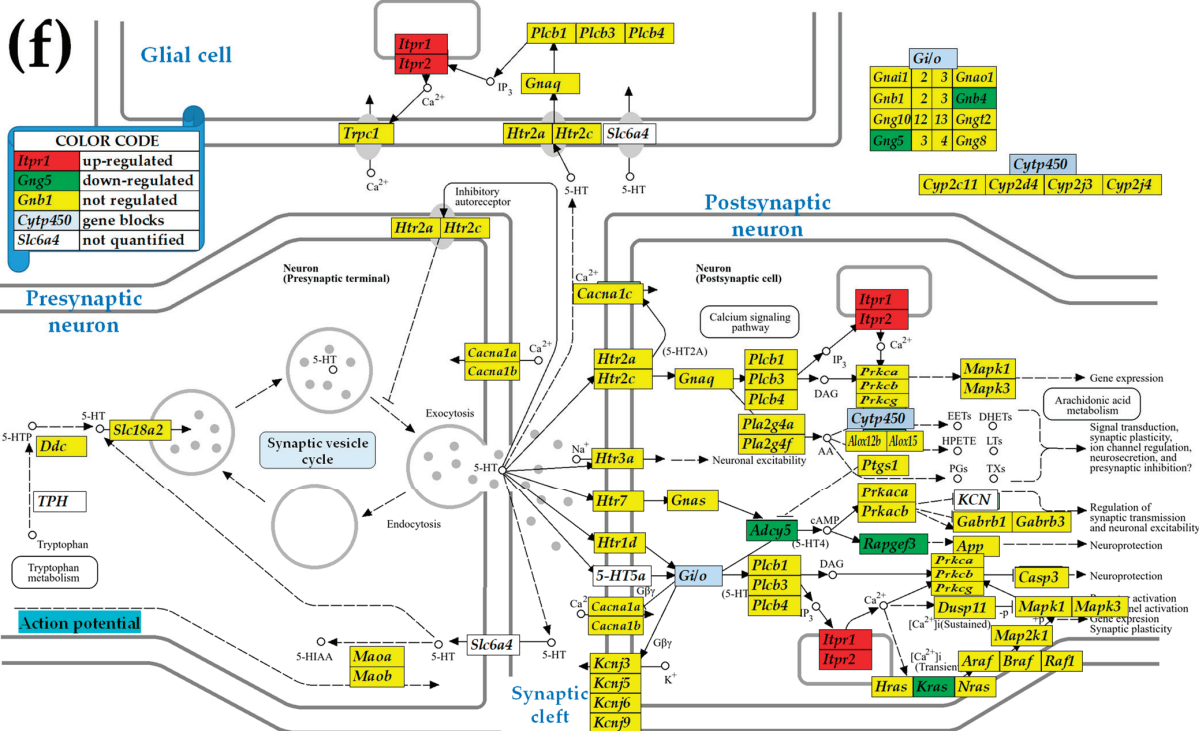 (f)
Glial cell
Itpr1
Itpr2
Ca2+
IP3
Plcb1 Plcb3 Plcb4
Gnaq
Trpc1
Htr2a Htr2c Slc6a4
Ca2+
5-HT
5-HT
Gi/o
Gnai1 2 3 Gnao1
Gnb1 2 3 Gnb4
Gng10 12 13 Gngt2
Gng5 3 4 Gng8
Cytp450
Cyp2c11 Cyp2d4 Cyp2j3 Cyp2j4
COLOR CODE
Itpr1 up-regulated
Gng5 down-regulated
Gnb1 not regulated
Cytp450 gene blocks
Slc6a4 not quantified
Inhibitory
autoreceptor
Htr2a Htr2c
Postsynaptic
neuron
Presynaptic
neuron
Neuron
(Presynaptic terminal)
Neuron
(Postsynaptic cell)
Ca2+
Cacna1c
Calcium signaling
pathway
Itpr1
Itpr2
Ca2+
IP3
(5-HT2A)
Cacna1a
Cacna1b
Ca2+
5-HT
Htr2a
Htr2c
Gnaq
Plcb1
Plcb3
Plcb4
DAG
Prkca
Prkcb
Prkcg
Mapk1
Mapk3
Gene expression
Arachidonic acid
metabolism
5-HT
5-HTP
Slc18a2
Ddc
Synaptic vesicle
cycle
Exocytosis
5-HT
Endocytosis
Pla2g4a
Pla2g4f
AA
Cytp450
Alox12b Alox15
Ptgs1
EETs DHETs
HPETE LTs
PGs TXs
Signal transduction,
synaptic plasticity,
ion channel regulation,
neurosecretion, and
presynaptic inhibition?
Na+
Htr3a
Neuronal excitability
TPH
Tryptophan
Tryptophan
metabolism
Htr7
Gnas
Adcy5
cAMP
(5-HT4)
Prkaca
Prkacb
KCN
Gabrb1 Gabrb3
Regulation of
synaptic transmission
and neuronal excitability
Rapgef3
App
Neuroprotection
Htr1d
5-HT5a
Gi/o
(5-HT
Plcb1
Plcb3
Plcb4
DAG
IP3
Prkca
Prkcb
Prkcg
Casp3
Neuroprotection
Gβγ
Ca2
Cacna1a
Cacna1b
Gβγ
Ca2+
Dusp11
[Ca2+]i(Sustained)
-p
+p
Mapk1 Mapk3
activation
nel activation
Gene expresion
Synaptic plasticity
Map2k1
Action potential
5-HIAA
Maoa
Maob
5-HT
Slc6a4
5-HT
Itpr1
Itpr2
[Ca2+]i
(Transient
Araf Braf Raf1
Hras Kras Nras
Synaptic
cleft
Kcnj3
Kcnj5
Kcnj6
Kcnj9
K+